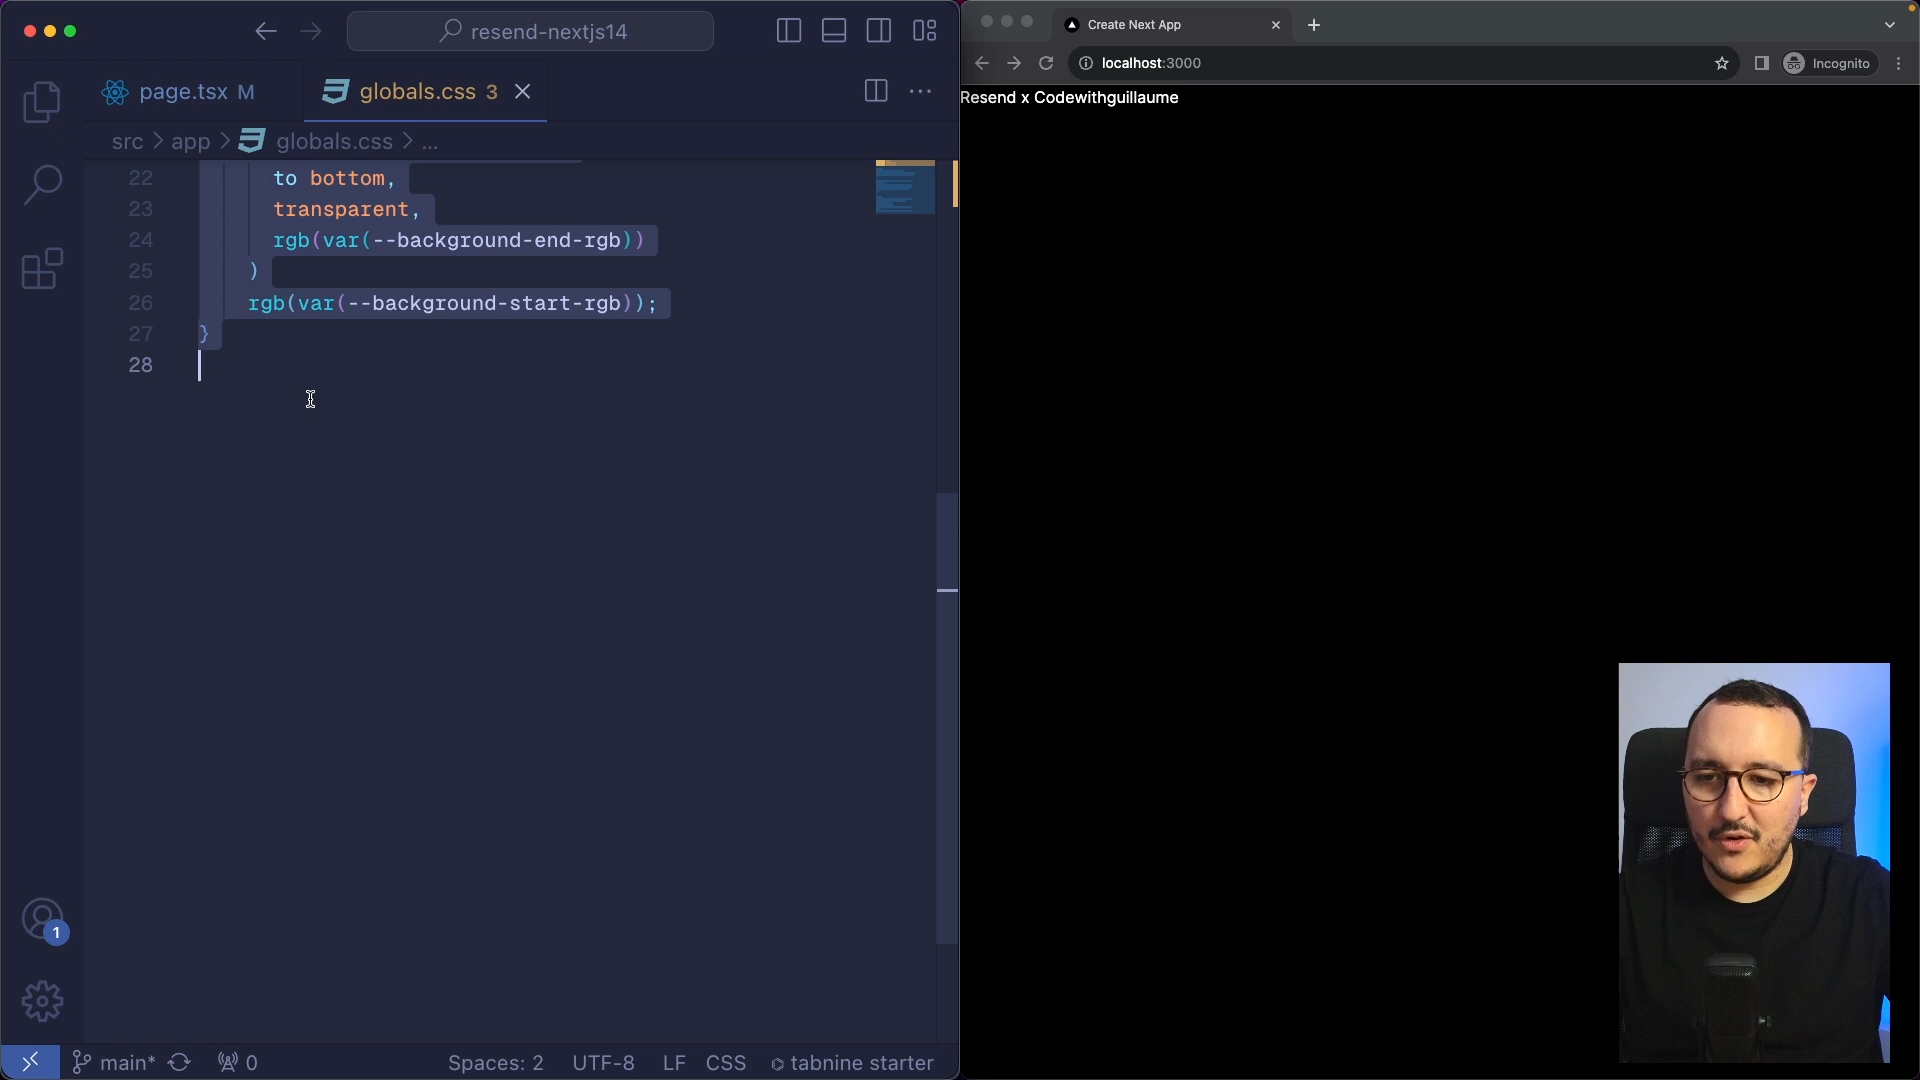 resend-nextjs14
page.tsx M
globals.css 3
src > app > globals.css > ...
22 to bottom,
23 transparent,
24 rgb(var(--background-end-rgb))
25 )
26 rgb(var(--background-start-rgb));
27 }
28
1
main*
0
Spaces: 2
UTF-8
LF
CSS
tabnine starter
Create Next App
localhost:3000
Incognito
Resend x Codewithguillaume